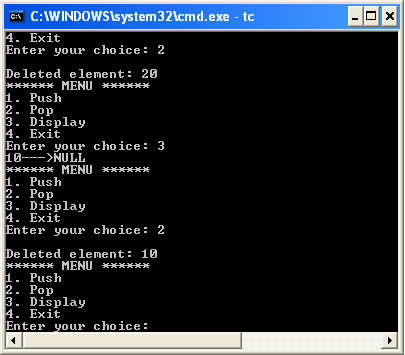 C:\WINDOWS\system32\cmd.exe - tc
4. Exit
Enter your choice: 2
Deleted element: 20
****** MENU ******
1. Push
2. Pop
3. Display
4. Exit
Enter your choice: 3
10--->NULL
****** MENU ******
1. Push
2. Pop
3. Display
4. Exit
Enter your choice: 2
Deleted element: 10
****** MENU ******
1. Push
2. Pop
3. Display
4. Exit
Enter your choice: